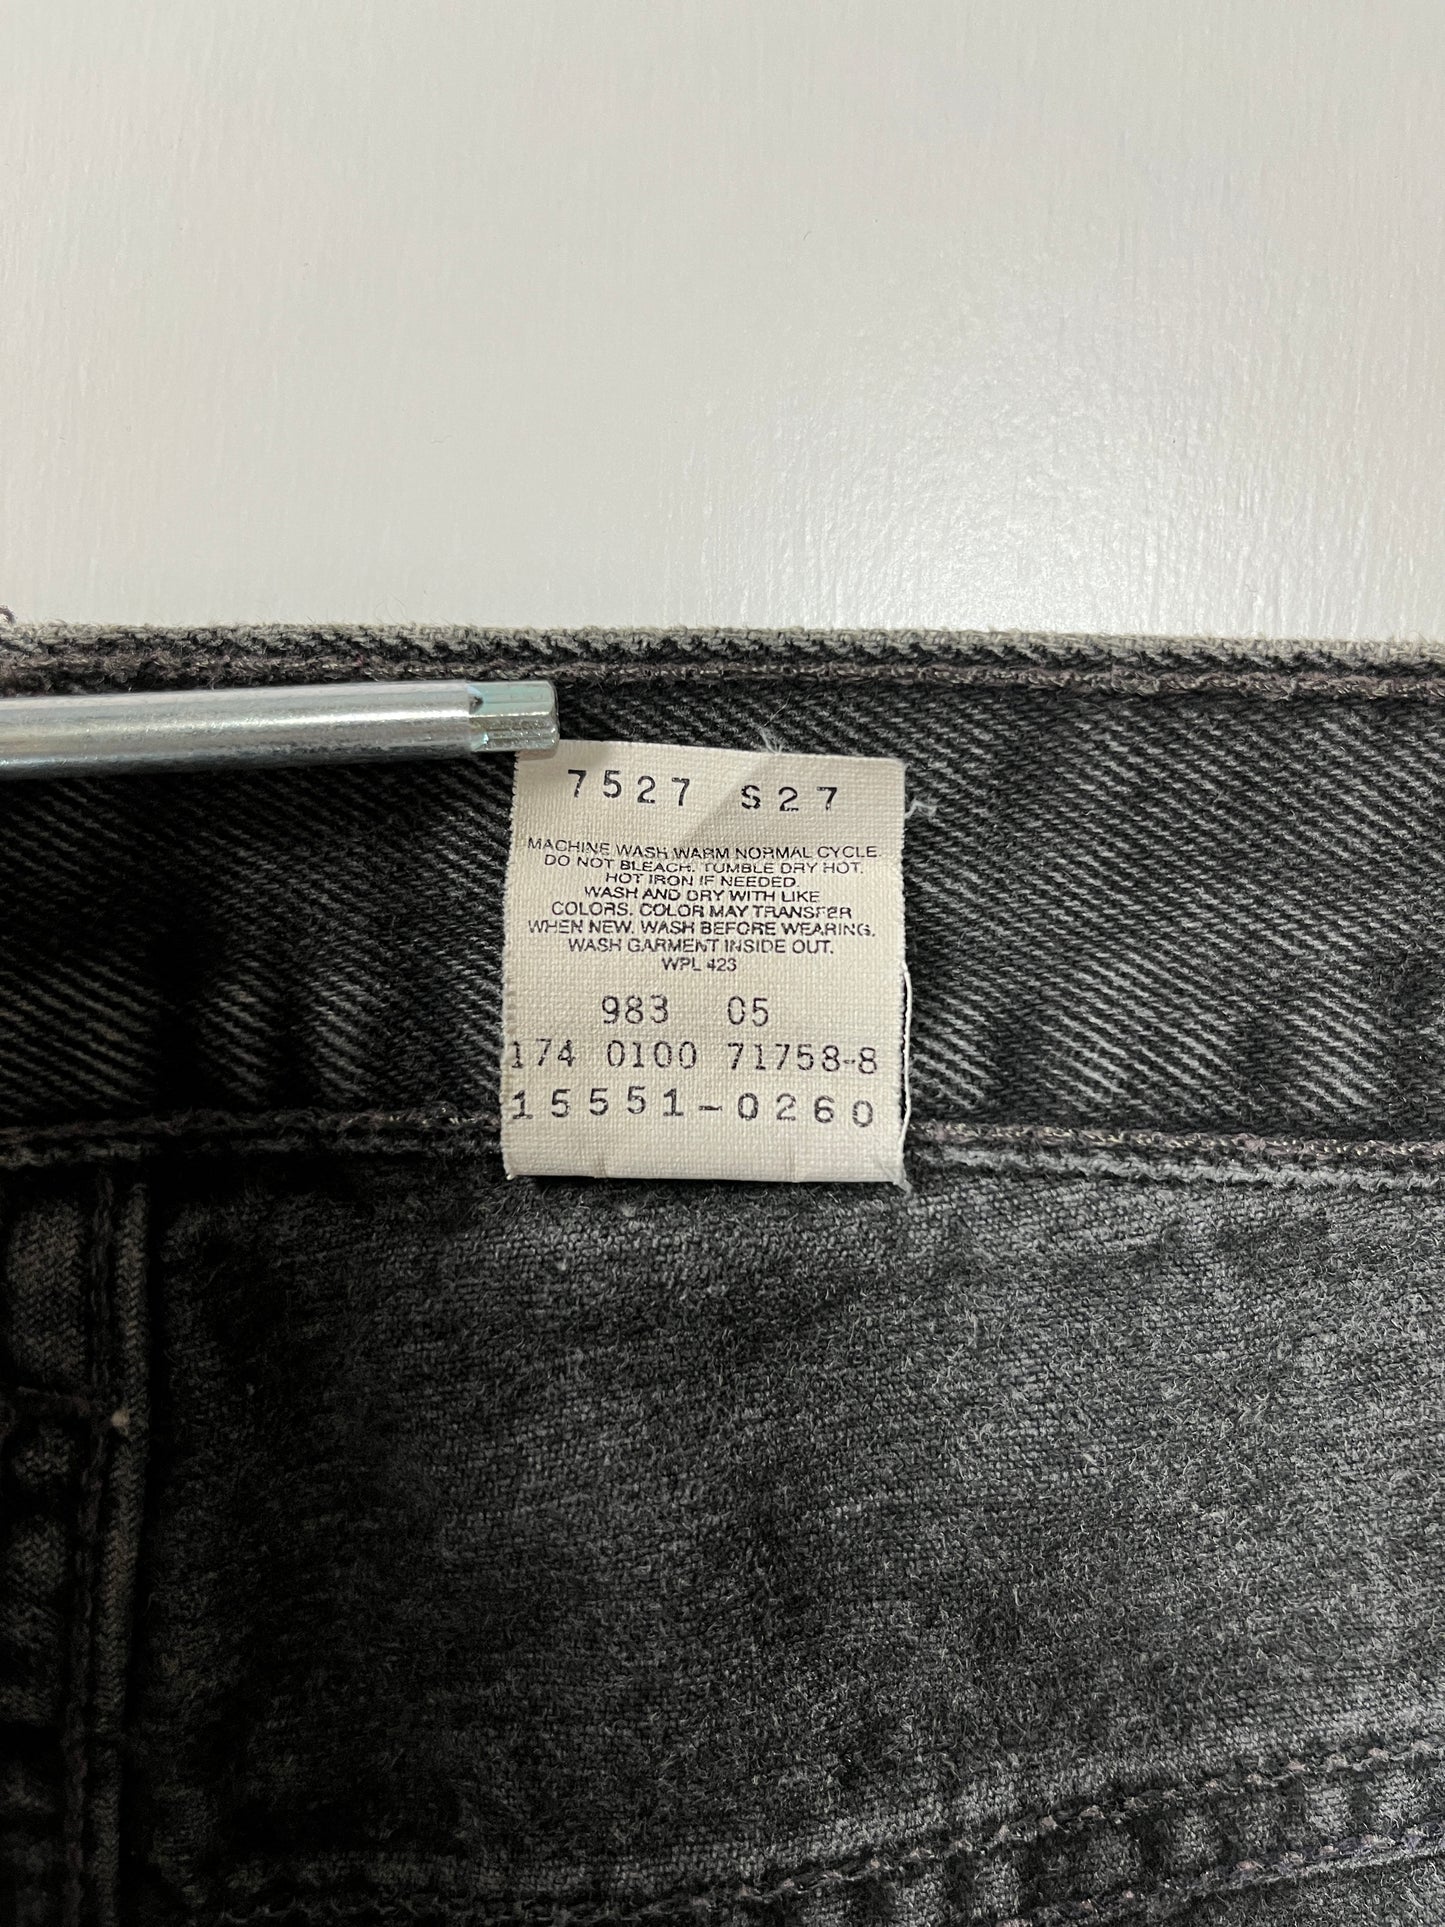 7527 S27
MACHINE WASH WARM NORMAL CYCLE.
DO NOT BLEACH. TUMBLE DRY HOT.
HOT IRON IF NEEDED.
WASH AND DRY WITH LIKE
COLORS. COLOR MAY TRANSFER
WHEN NEW. WASH BEFORE WEARING.
WASH GARMENT INSIDE OUT.
WPL 423
983 05
174 0100 71758-8
15551-0260